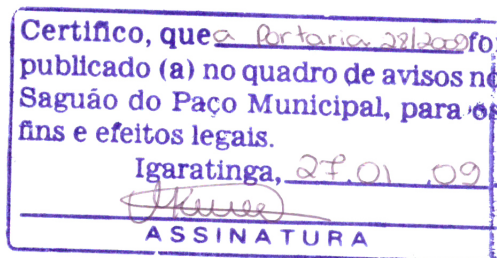 Certifico, que a Portaria 28/2009 fo
publicado (a) no quadro de avisos no
Saguão do Paço Municipal, para os
fins e efeitos legais.
Igaratinga, 27.01.09
ASSINATURA